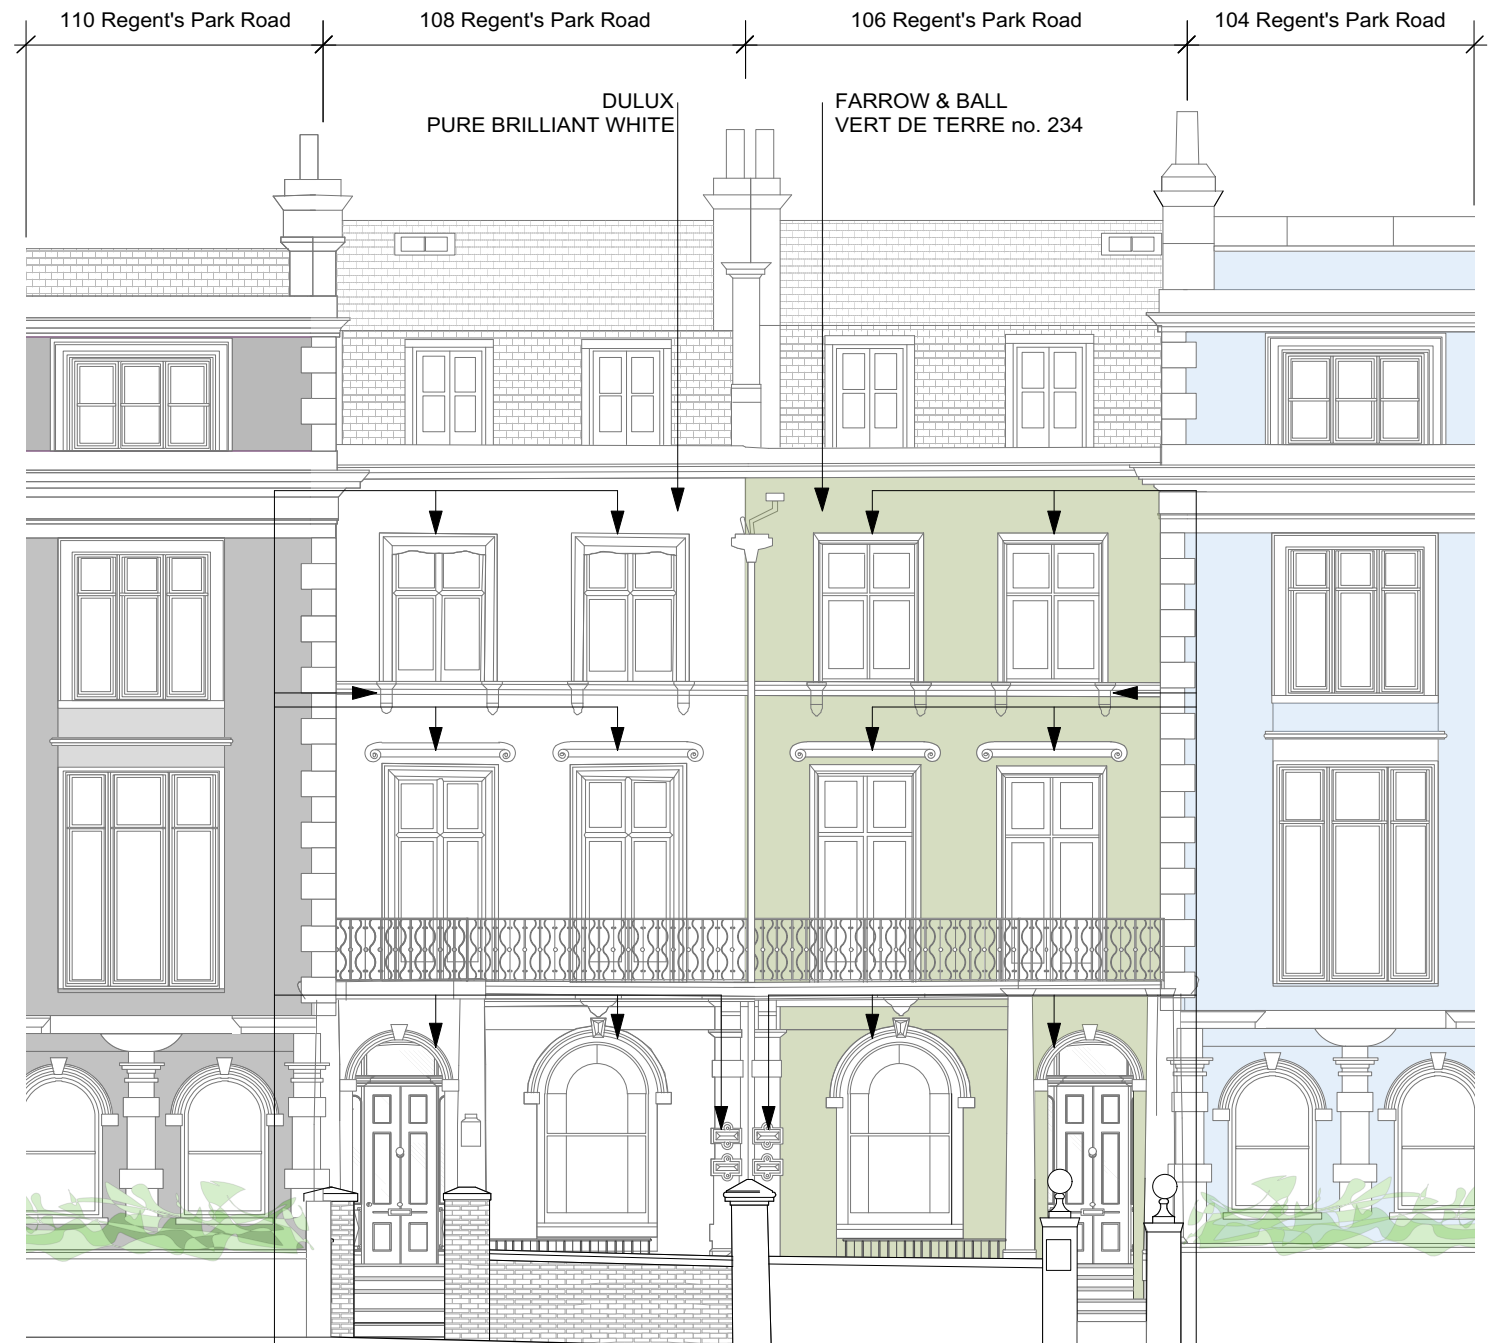 110 Regent's Park Road
108 Regent's Park Road
106 Regent's Park Road
104 Regent's Park Road
DULUX
PURE BRILLIANT WHITE
FARROW & BALL
VERT DE TERRE no. 234